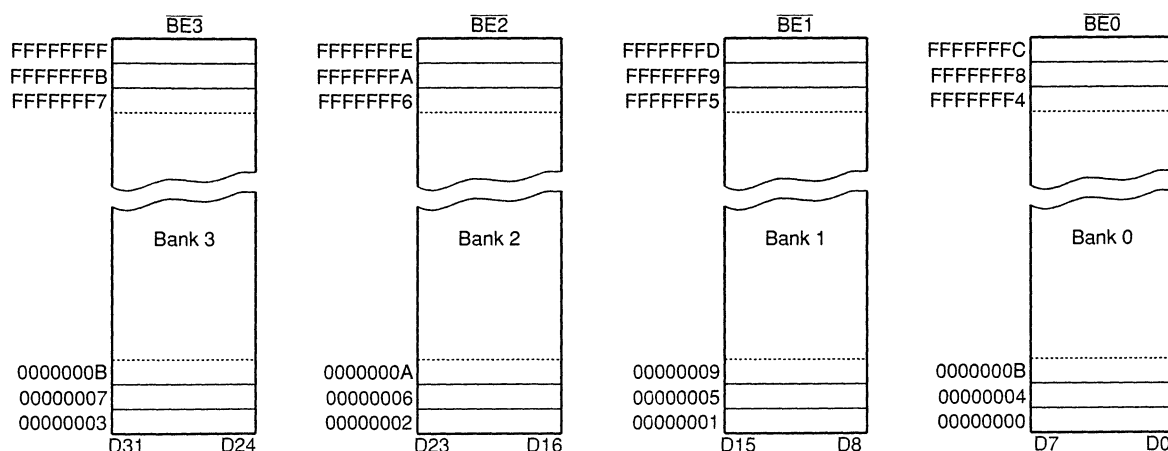 BE3 BE2 BE1 BE0
FFFFFFFF FFFFFFFE FFFFFFFD FFFFFFFC
FFFFFFFB FFFFFFFA FFFFFFF9 FFFFFFF8
FFFFFFF7 FFFFFFF6 FFFFFFF5 FFFFFFF4
Bank 3 Bank 2 Bank 1 Bank 0
0000000B 0000000A 00000009 0000000B
00000007 00000006 00000005 00000004
00000003 00000002 00000001 00000000
D31 D24 D23 D16 D15 D8 D7 D0